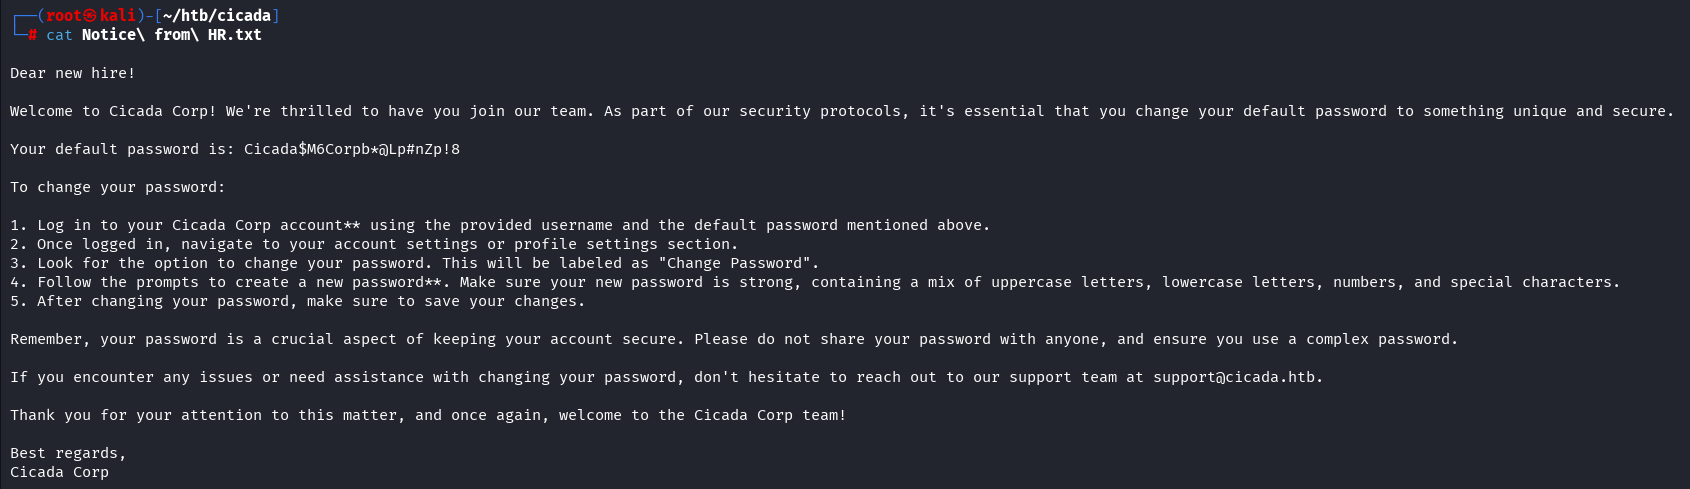 ┌──(root㉿kali)-[~/htb/cicada]
└─# cat Notice\ from\ HR.txt
Dear new hire!
Welcome to Cicada Corp! We're thrilled to have you join our team. As part of our security protocols, it's essential that you change your default password to something unique and secure.
Your default password is: Cicada$M6Corpb*@Lp#nZp!8
To change your password:
1. Log in to your Cicada Corp account** using the provided username and the default password mentioned above.
2. Once logged in, navigate to your account settings or profile settings section.
3. Look for the option to change your password. This will be labeled as "Change Password".
4. Follow the prompts to create a new password**. Make sure your new password is strong, containing a mix of uppercase letters, lowercase letters, numbers, and special characters.
5. After changing your password, make sure to save your changes.
Remember, your password is a crucial aspect of keeping your account secure. Please do not share your password with anyone, and ensure you use a complex password.
If you encounter any issues or need assistance with changing your password, don't hesitate to reach out to our support team at support@cicada.htb.
Thank you for your attention to this matter, and once again, welcome to the Cicada Corp team!
Best regards,
Cicada Corp